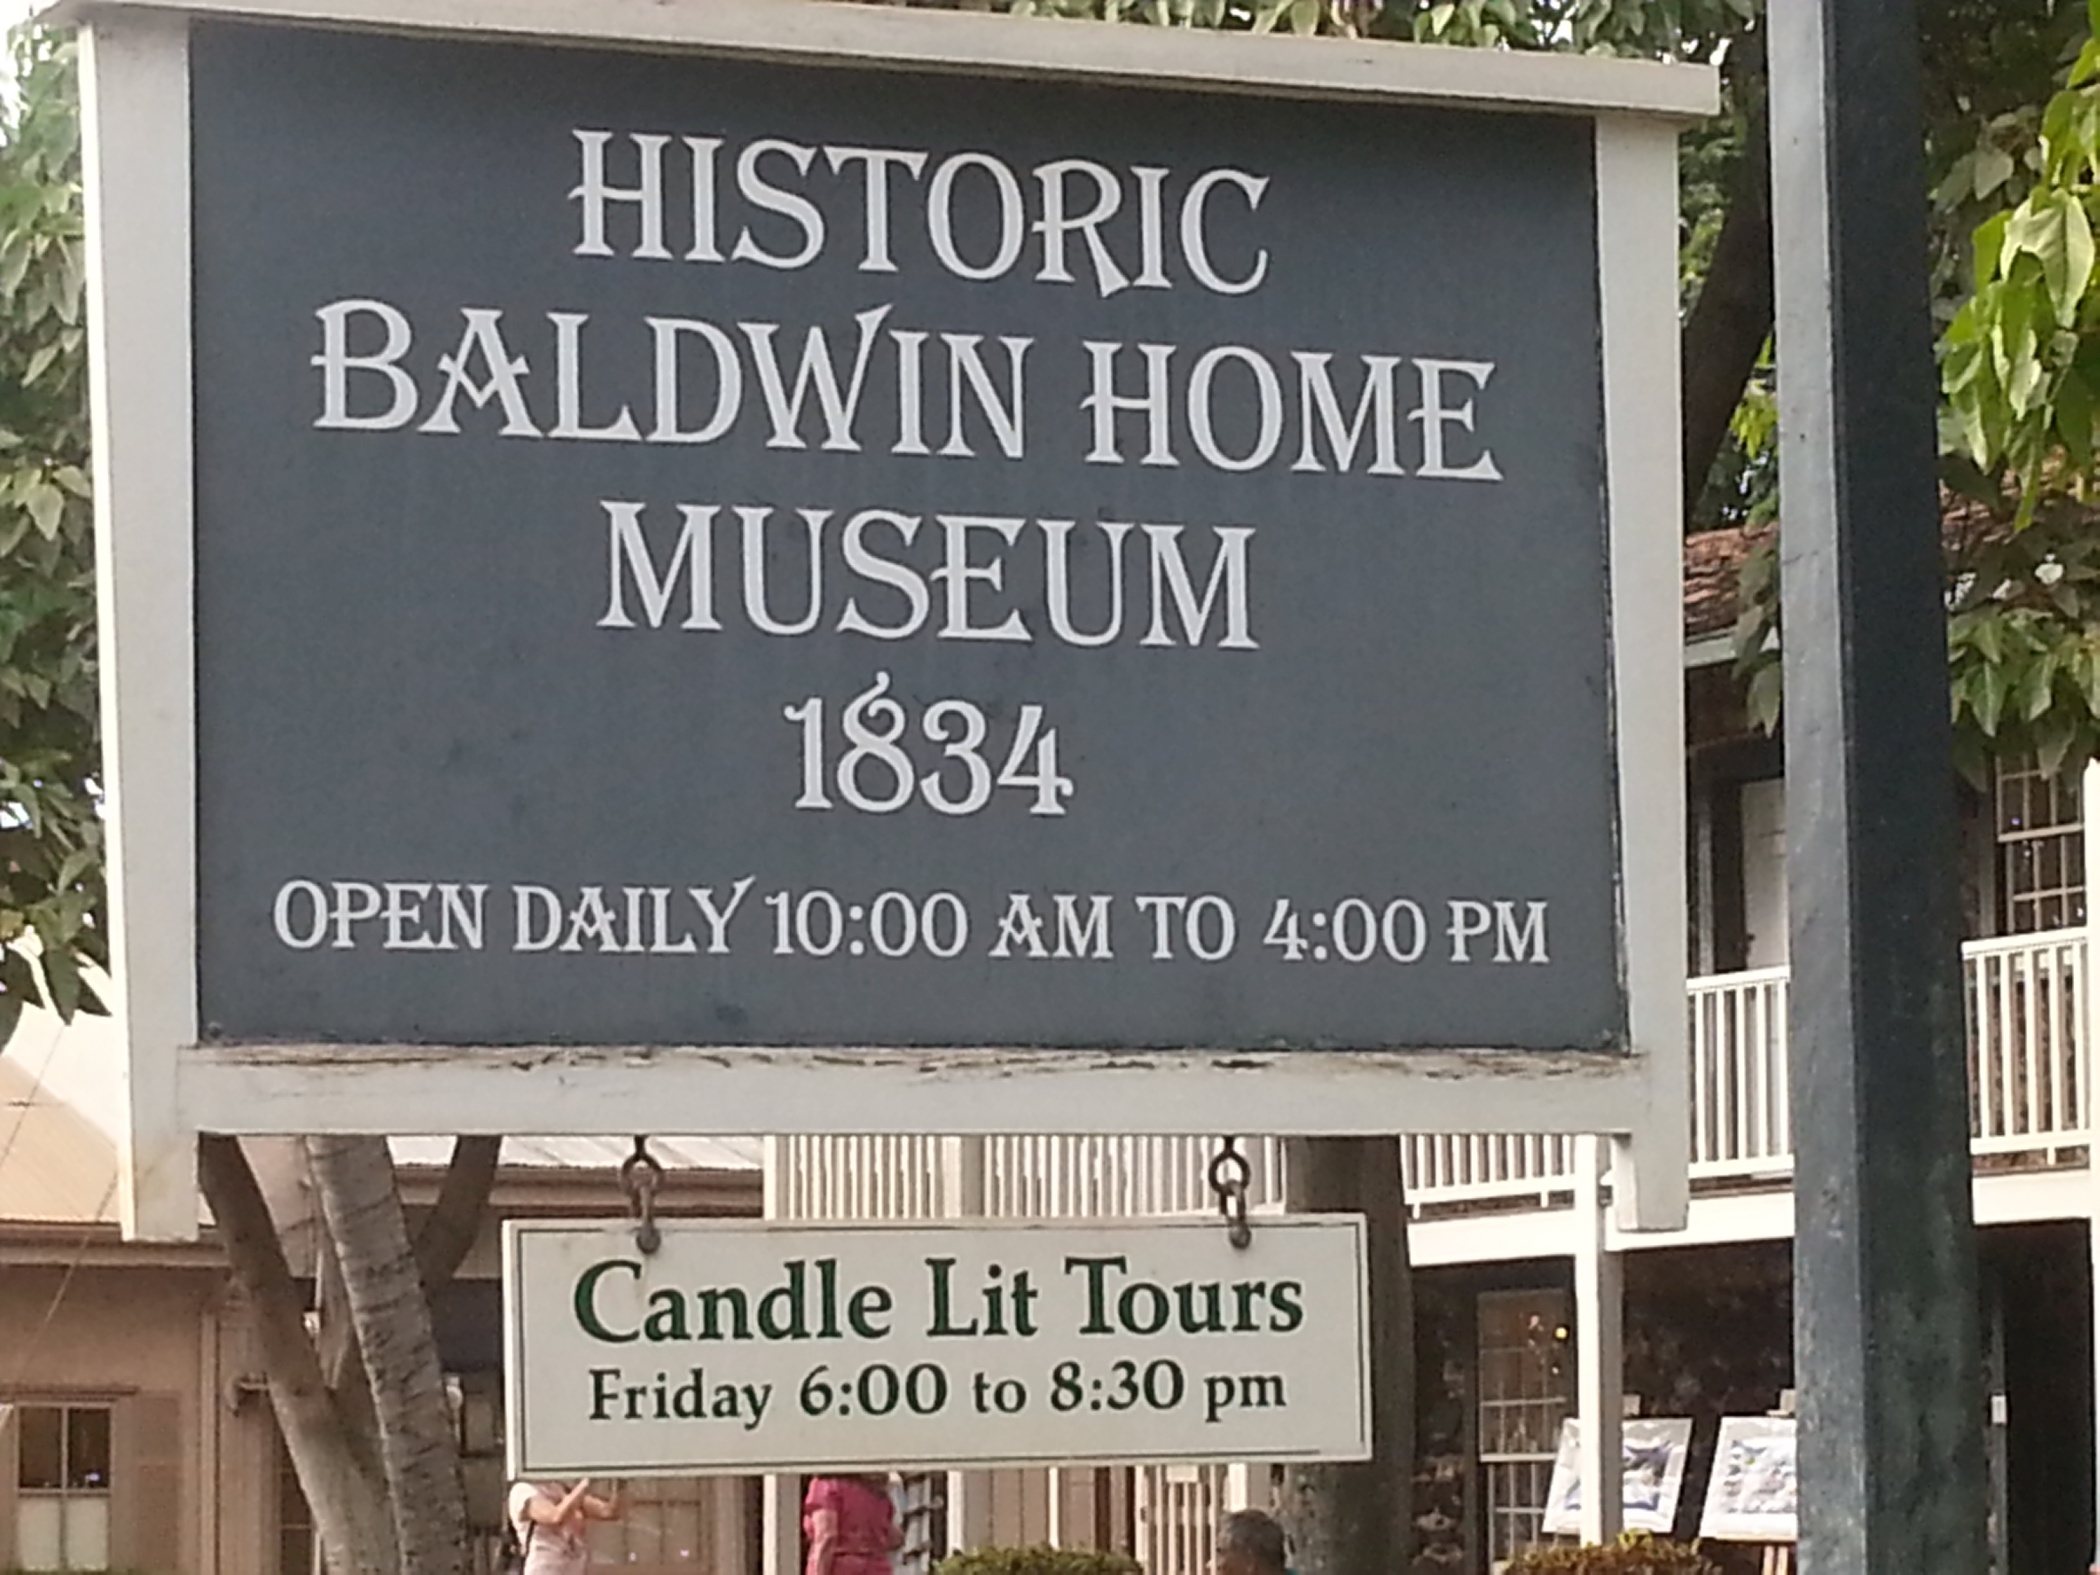 HISTORIC
BALDWIN HOME
MUSEUM
1834
OPEN DAILY 10:00 AM TO 4:00 PM
Candle Lit Tours
Friday 6:00 to 8:30 pm